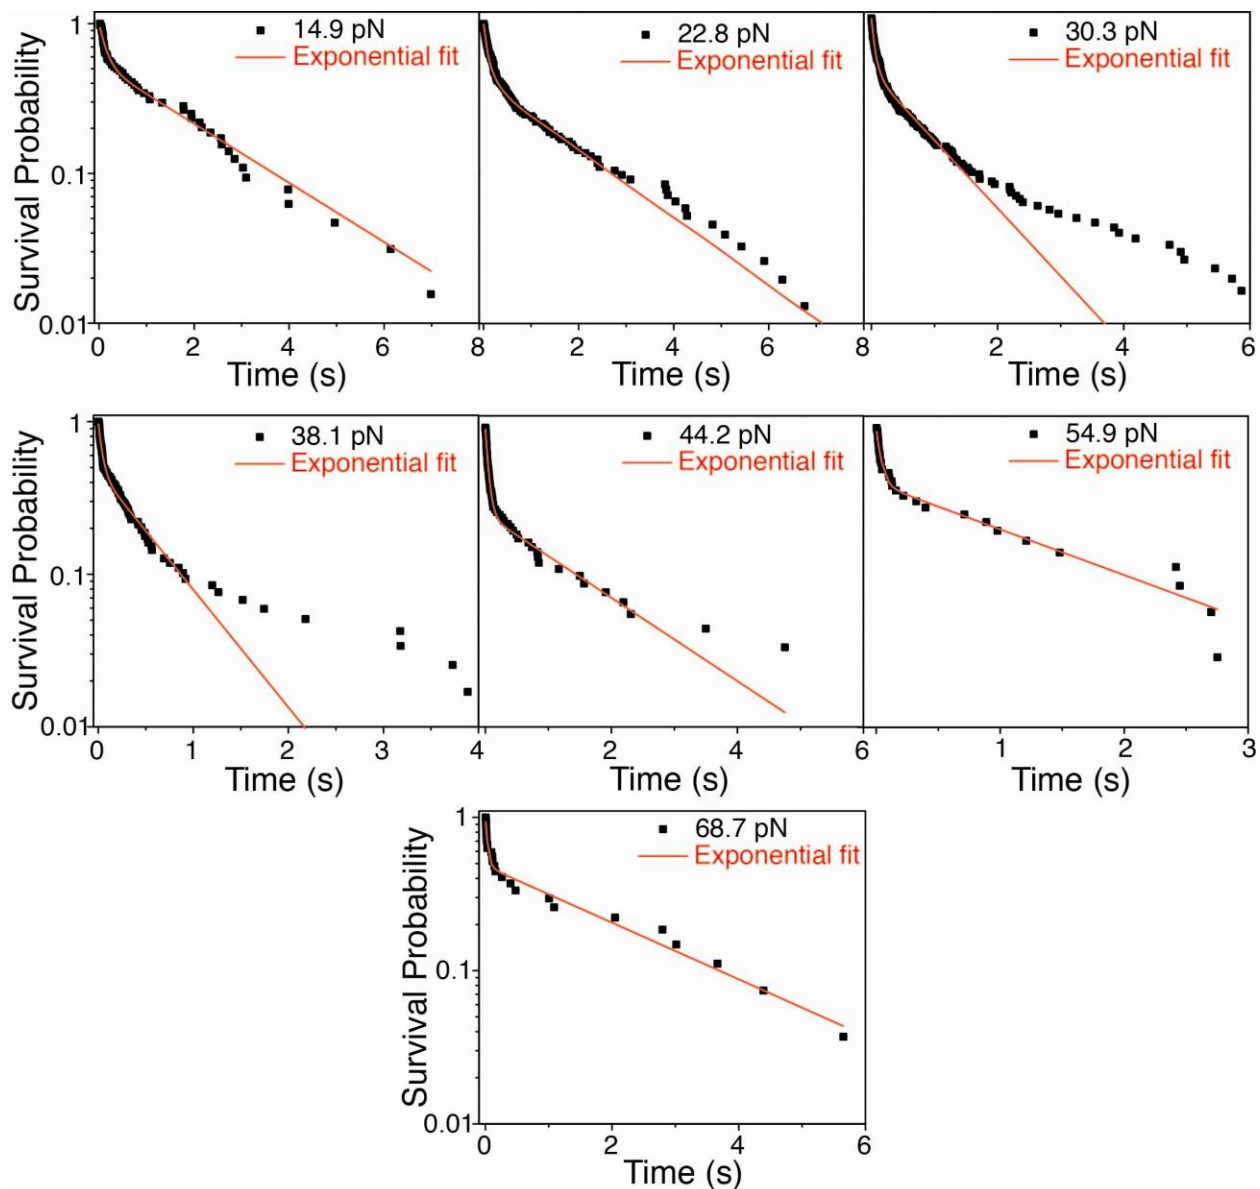 14.9 pN
Exponential fit
22.8 pN
Exponential fit
30.3 pN
Exponential fit
Survival Probability
1
0.1
0.01
0 2 4 6 8 2 4 6 8 2 4 6
Time (s) Time (s) Time (s)
38.1 pN
Exponential fit
44.2 pN
Exponential fit
54.9 pN
Exponential fit
Survival Probability
1
0.1
0.01
0 1 2 3 4 2 4 6 1 2 3
Time (s) Time (s) Time (s)
68.7 pN
Exponential fit
Survival Probability
1
0.1
0.01
0 2 4 6
Time (s)